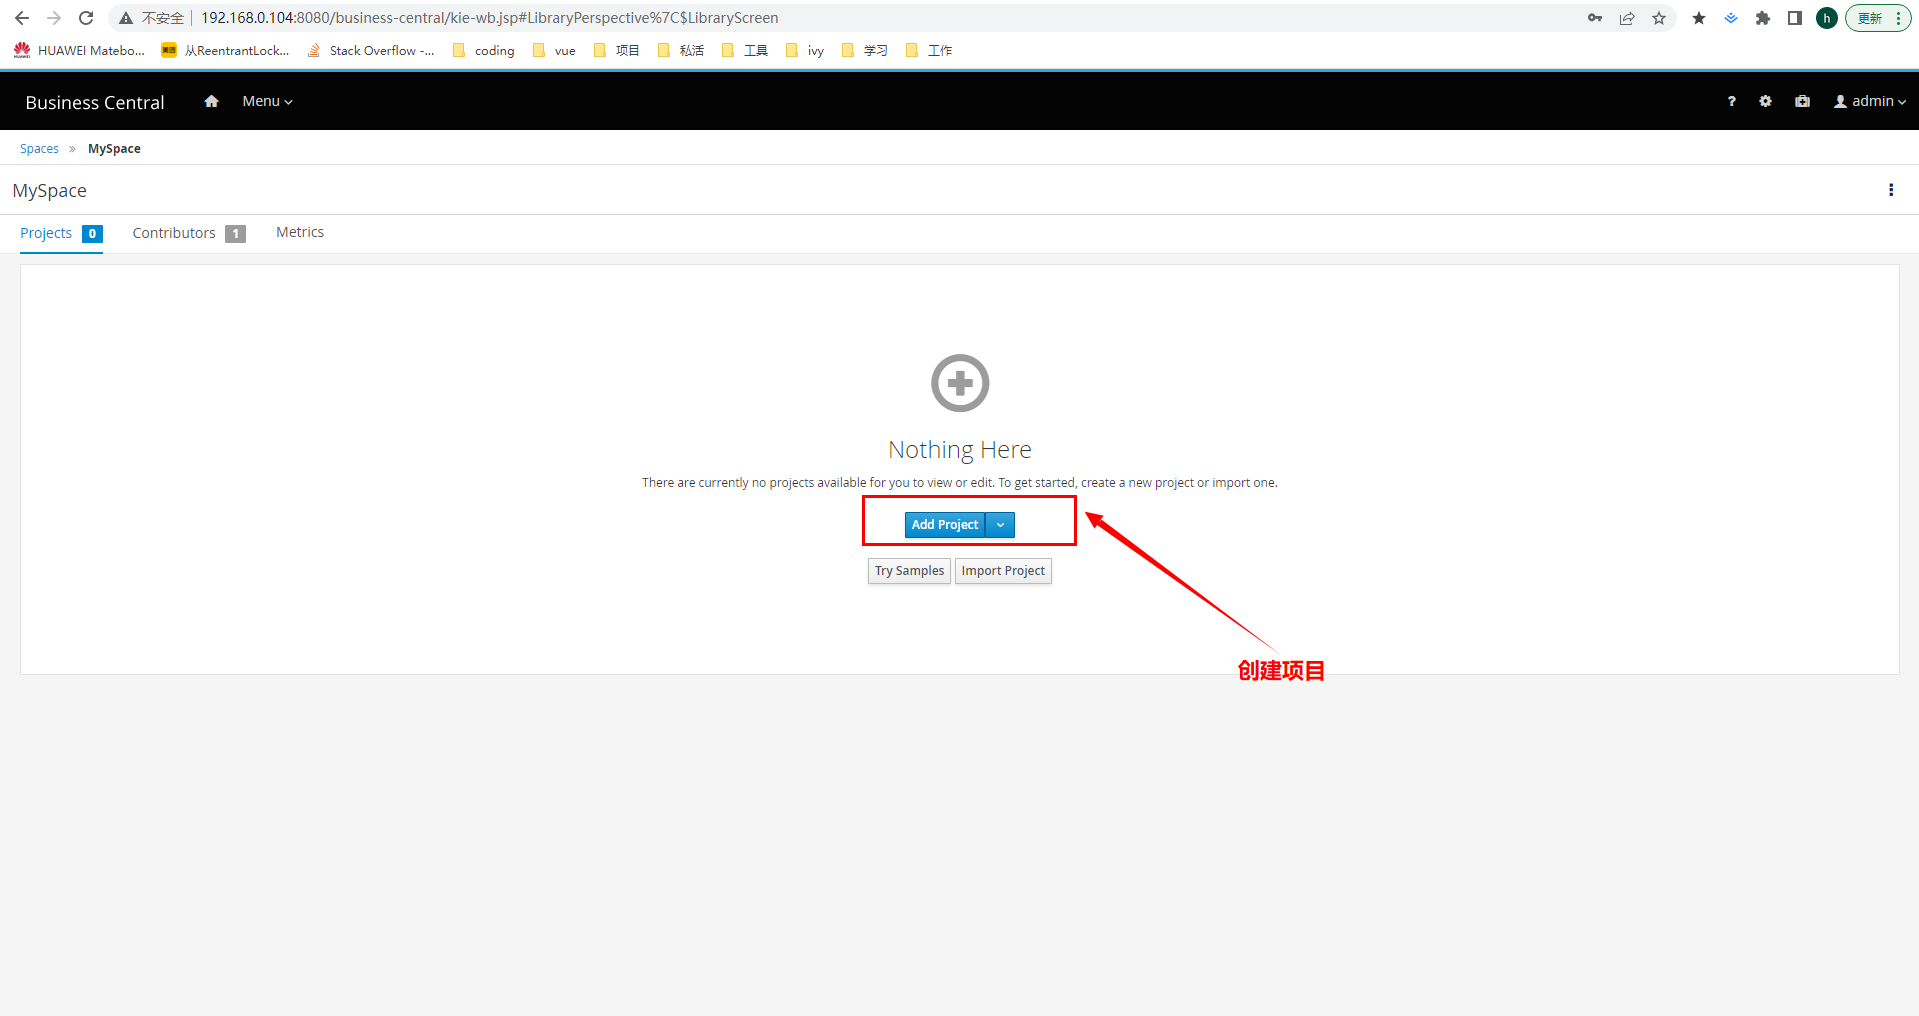 不安全 192.168.0.104:8080/business-central/kie-wb.jsp#LibraryPerspective%7C$LibraryScreen h 更新
HUAWEI Matebo... 美团 从ReentrantLock... Stack Overflow -... coding vue 项目 私活 工具 ivy 学习 工作
Business Central Menu ? admin
Spaces » MySpace
MySpace
Projects 0 Contributors 1 Metrics
Nothing Here
There are currently no projects available for you to view or edit. To get started, create a new project or import one.
Add Project
Try Samples Import Project
创建项目